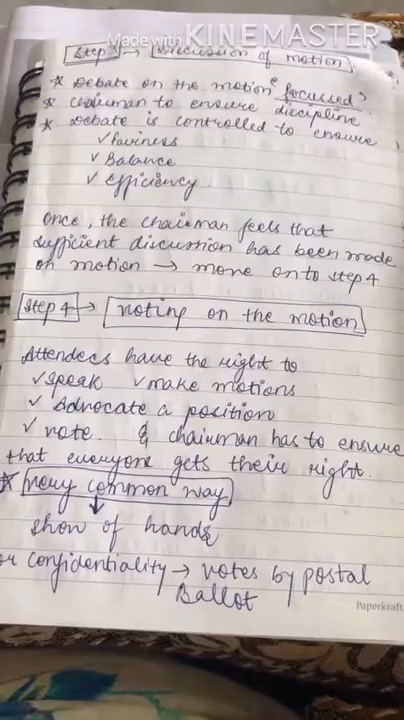 Made with KINEMASTER
Step 3 → Discussion of motion
* Debate on the motion (focussed)
* chairman to ensure discipline
* Debate is controlled to ensure,
✓ Fairness
✓ Balance
✓ Efficiency.
Once, the chairman feels that
sufficient discussion has been made
on motion → move onto step 4
Step 4 → voting on the motion
Attendees have the right to
✓ speak ✓ make motions
✓ Advocate a position
✓ vote. & chairman has to ensure
that everyone gets their right.
* very common way
↓
show of hands
or confidentiality → votes by postal
Ballot
Paperkraft